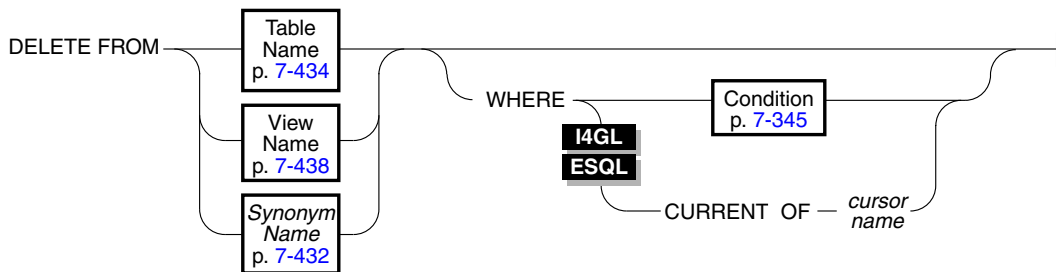 DELETE FROM
Table
Name
p. 7-434
View
Name
p. 7-438
Synonym
Name
p. 7-432
WHERE
Condition
p. 7-345
I4GL
ESQL
CURRENT OF
cursor
name